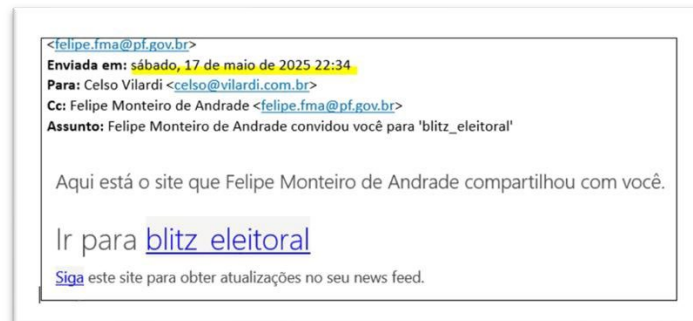 <felipe.fma@pf.gov.br>
Enviada em: sábado, 17 de maio de 2025 22:34
Para: Celso Vilardi <celso@vilardi.com.br>
Cc: Felipe Monteiro de Andrade <felipe.fma@pf.gov.br>
Assunto: Felipe Monteiro de Andrade convidou você para 'blitz_eleitoral'
Aqui está o site que Felipe Monteiro de Andrade compartilhou com você.
Ir para blitz_eleitoral
Siga este site para obter atualizações no seu news feed.